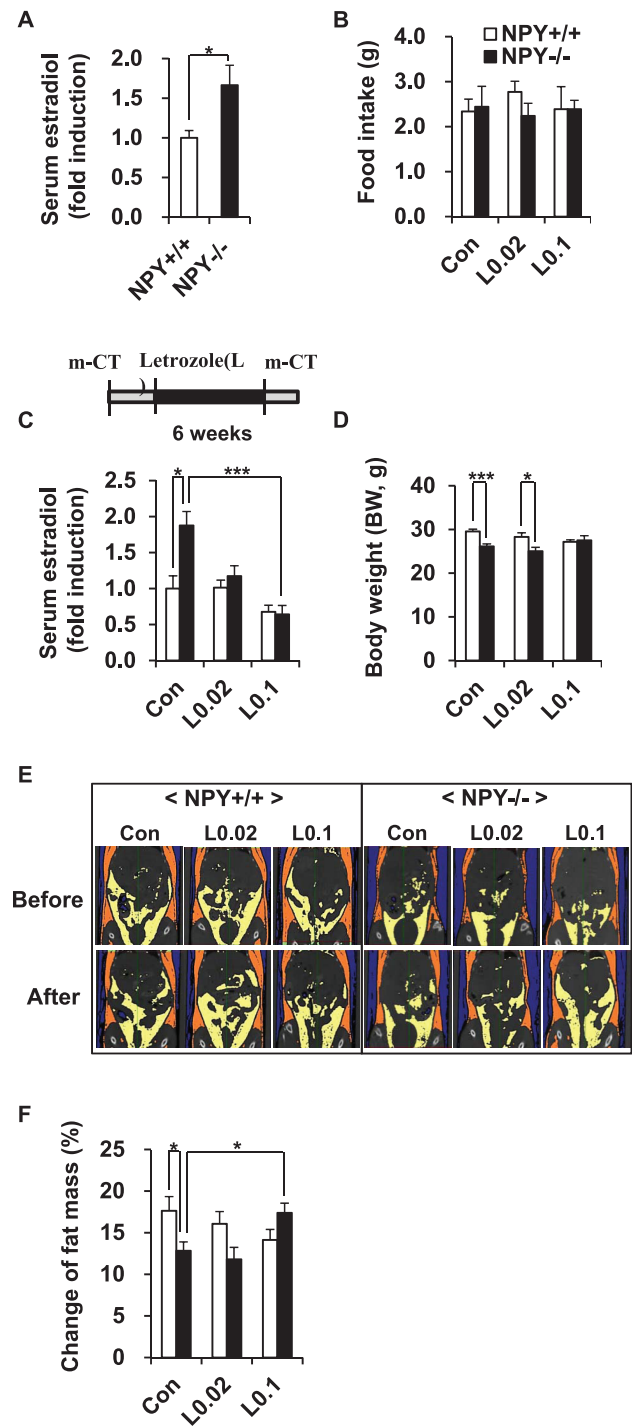 A
Serum estradiol
(fold induction)
2.0
1.5
1.0
0.5
0.0
*
NPY+/+
NPY-/-
B
Food intake (g)
4.0
3.0
2.0
1.0
0.0
NPY+/+
NPY-/-
Con
L0.02
L0.1
m-CT
Letrozole(L
)
m-CT
6 weeks
C
Serum estradiol
(fold induction)
2.5
2.0
1.5
1.0
0.5
0.0
*
***
Con
L0.02
L0.1
D
Body weight (BW, g)
40
30
20
10
0
***
*
Con
L0.02
L0.1
E
< NPY+/+ >
< NPY-/- >
Con
L0.02
L0.1
Con
L0.02
L0.1
Before
After
F
Change of fat mass (%)
25
20
15
10
5
0
*
*
Con
L0.02
L0.1